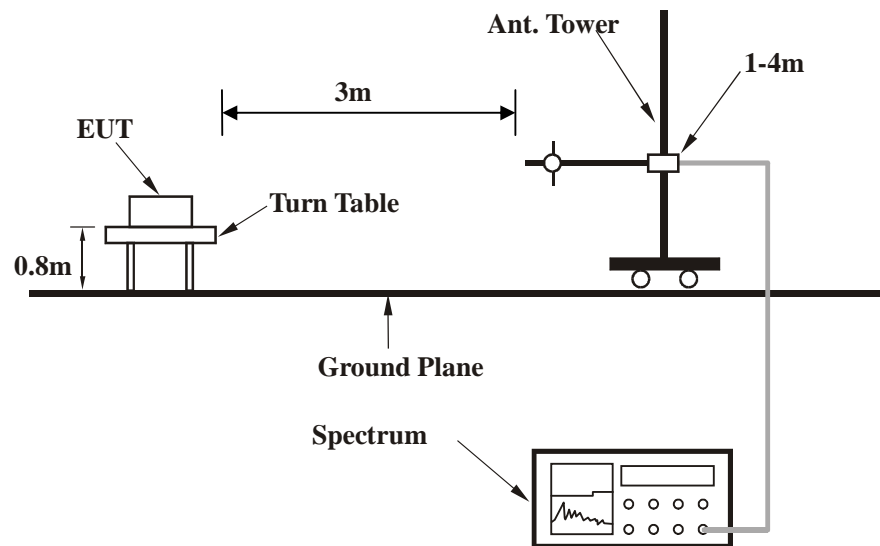 Ant. Tower
1-4m
3m
EUT
Turn Table
0.8m
Ground Plane
Spectrum